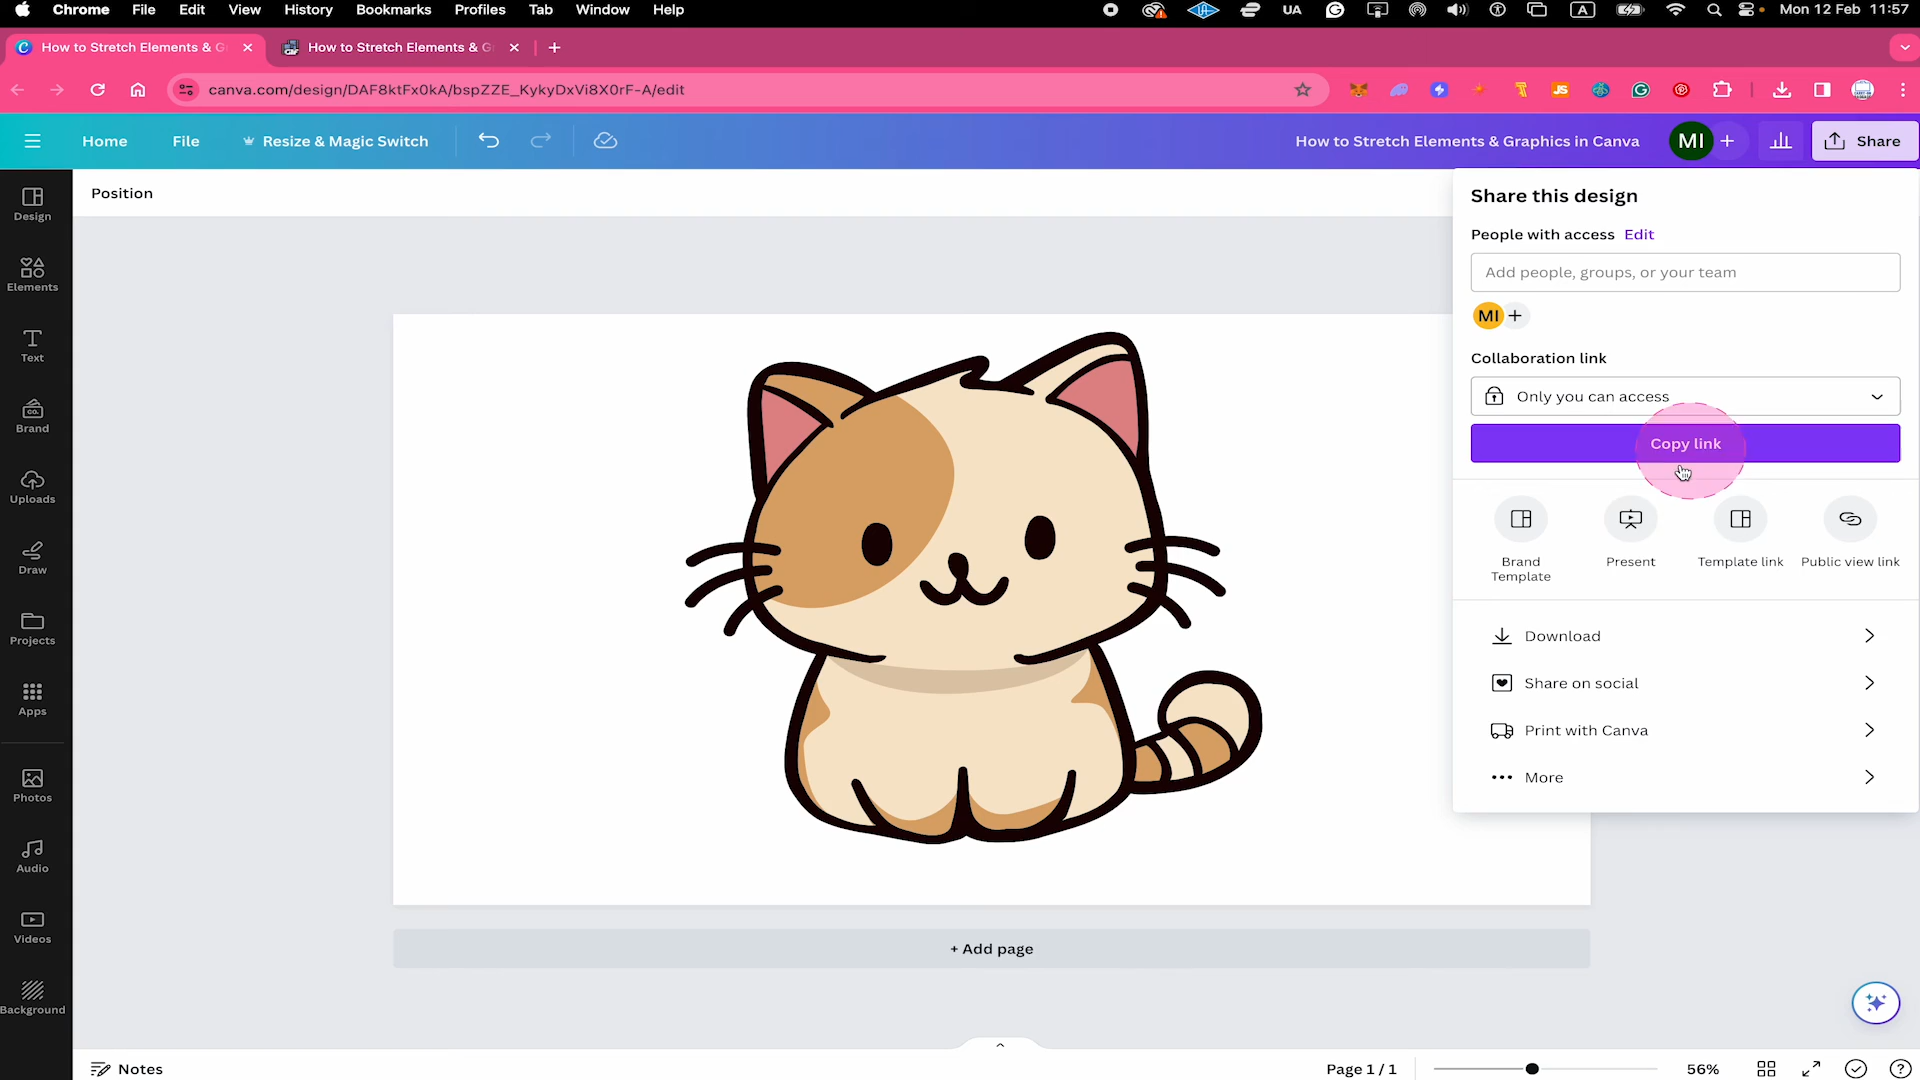 Chrome File Edit View History Bookmarks Profiles Tab Window Help UA A Mon 12 Feb 11:57
How to Stretch Elements & G How to Stretch Elements & G
canva.com/design/DAF8ktFx0kA/bspZZE_KykyDxVi8X0rF-A/edit JS
Home File Resize & Magic Switch How to Stretch Elements & Graphics in Canva MI + Share
Position
Design
Elements
Text
co.
Brand
Uploads
Draw
Projects
Apps
Photos
Audio
Videos
Background
Share this design
People with access Edit
Add people, groups, or your team
MI +
Collaboration link
Only you can access
Copy link
Brand Template
Present
Template link
Public view link
Download
Share on social
Print with Canva
More
+ Add page
Notes Page 1 / 1 56%